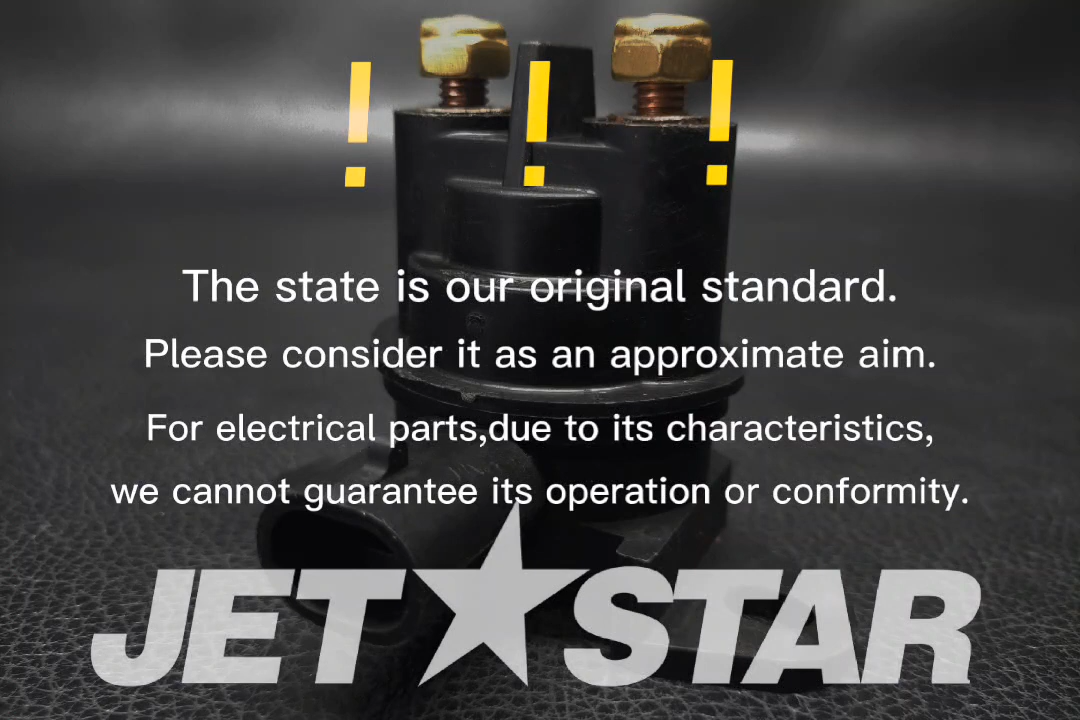 ! ! !
The state is our original standard.
Please consider it as an approximate aim.
For electrical parts,due to its characteristics,
we cannot guarantee its operation or conformity.
JET★STAR